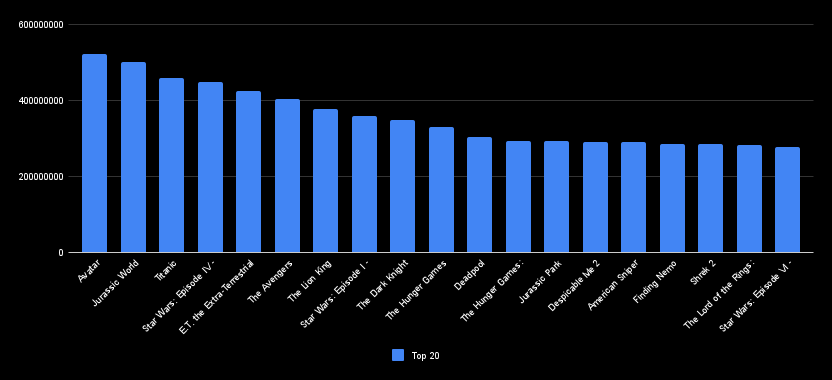 600000000
400000000
200000000
0
Avatar
Jurassic World
Titanic
Star Wars: Episode IV -
E.T. the Extra-Terrestrial
The Avengers
The Lion King
Star Wars: Episode I -
The Dark Knight
The Hunger Games
Deadpool
The Hunger Games:
Jurassic Park
Despicable Me 2
American Sniper
Finding Nemo
Shrek 2
The Lord of the Rings:
Star Wars: Episode VI -
Top 20